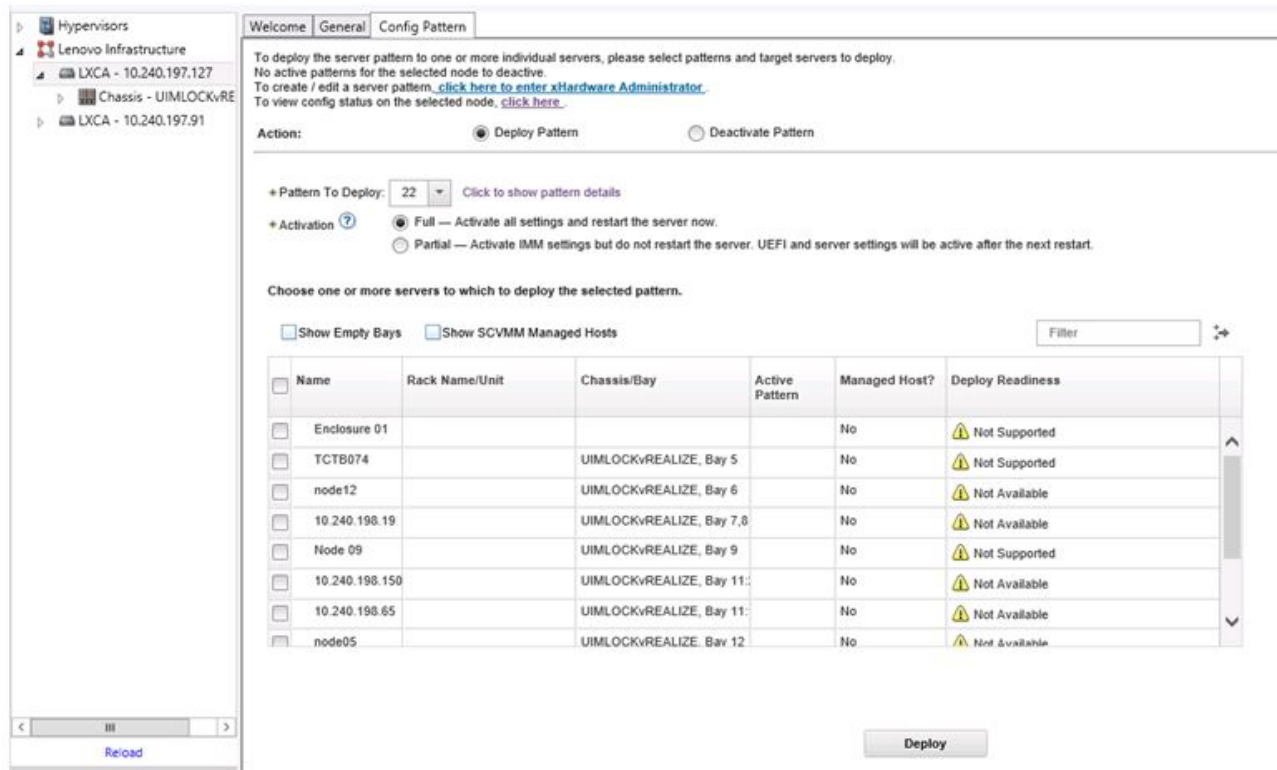 Hypervisors
Lenovo Infrastructure
LXCA - 10.240.197.127
Chassis - UIMLOCKvRE
LXCA - 10.240.197.91
Reload
Welcome General Config Pattern
To deploy the server pattern to one or more individual servers, please select patterns and target servers to deploy.
No active patterns for the selected node to deactive.
To create / edit a server pattern, click here to enter xHardware Administrator .
To view config status on the selected node, click here .
Action: Deploy Pattern Deactivate Pattern
+Pattern To Deploy: 22 Click to show pattern details
+Activation ? Full — Activate all settings and restart the server now.
Partial — Activate IMM settings but do not restart the server. UEFI and server settings will be active after the next restart.
Choose one or more servers to which to deploy the selected pattern.
Show Empty Bays Show SCVMM Managed Hosts Filter
Name Rack Name/Unit Chassis/Bay Active Pattern Managed Host? Deploy Readiness
Enclosure 01 No Not Supported
TCTB074 UIMLOCKvREALIZE, Bay 5 No Not Supported
node12 UIMLOCKvREALIZE, Bay 6 No Not Available
10.240.198.19 UIMLOCKvREALIZE, Bay 7,8 No Not Available
Node 09 UIMLOCKvREALIZE, Bay 9 No Not Supported
10.240.198.150 UIMLOCKvREALIZE, Bay 11: No Not Available
10.240.198.65 UIMLOCKvREALIZE, Bay 11: No Not Available
node05 UIMLOCKvREALIZE, Bay 12 No Not Available
Deploy